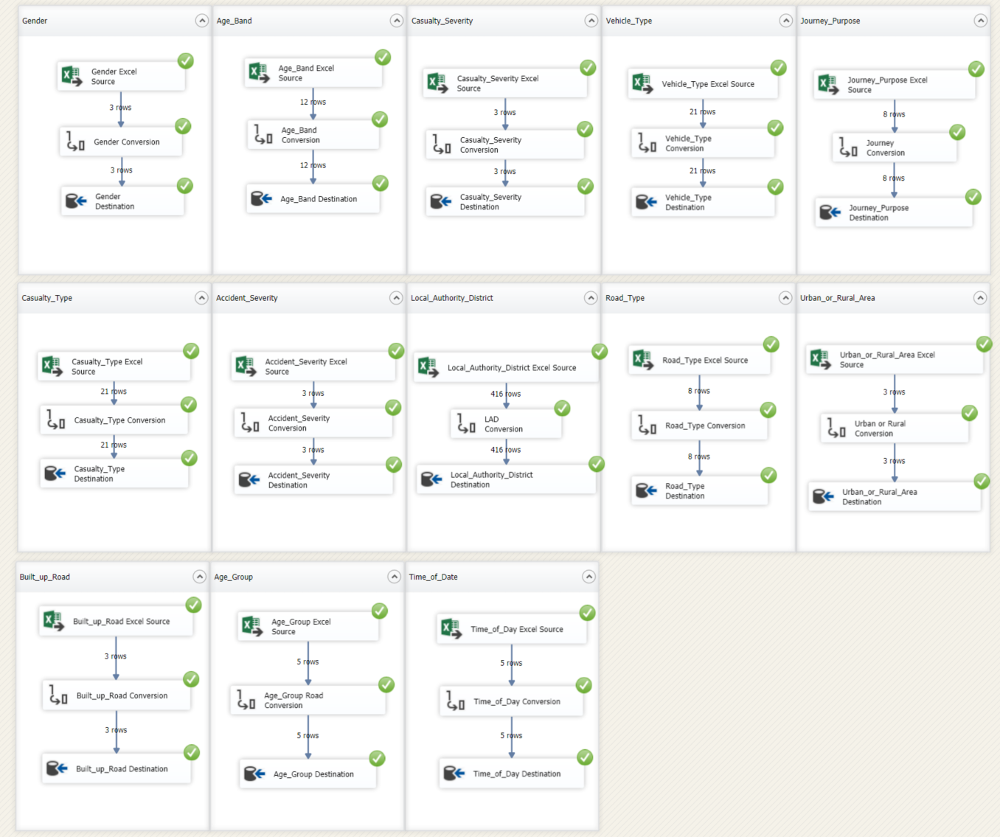 Gender
Gender Excel
Source
3 rows
Gender Conversion
3 rows
Gender
Destination
Age_Band
Age_Band Excel
Source
12 rows
Age_Band
Conversion
12 rows
Age_Band Destination
Casualty_Severity
Casualty_Severity Excel
Source
3 rows
Casualty_Severity
Conversion
3 rows
Casualty_Severity
Destination
Vehicle_Type
Vehicle_Type Excel Source
21 rows
Vehicle_Type
Conversion
21 rows
Vehicle_Type
Destination
Journey_Purpose
Journey_Purpose Excel
Source
8 rows
Journey
Conversion
8 rows
Journey_Purpose
Destination
Casualty_Type
Casualty_Type Excel
Source
21 rows
Casualty_Type Conversion
21 rows
Casualty_Type
Destination
Accident_Severity
Accident_Severity Excel
Source
3 rows
Accident_Severity
Conversion
3 rows
Accident_Severity
Destination
Local_Authority_District
Local_Authority_District Excel Source
416 rows
LAD
Conversion
416 rows
Local_Authority_District
Destination
Road_Type
Road_Type Excel Source
8 rows
Road_Type Conversion
8 rows
Road_Type
Destination
Urban_or_Rural_Area
Urban_or_Rural_Area Excel
Source
3 rows
Urban or Rural
Conversion
3 rows
Urban_or_Rural_Area
Destination
Built_up_Road
Built_up_Road Excel Source
3 rows
Built_up_Road Conversion
3 rows
Built_up_Road Destination
Age_Group
Age_Group Excel
Source
5 rows
Age_Group Road
Conversion
5 rows
Age_Group Destination
Time_of_Date
Time_of_Day Excel Source
5 rows
Time_of_Day Conversion
5 rows
Time_of_Day Destination